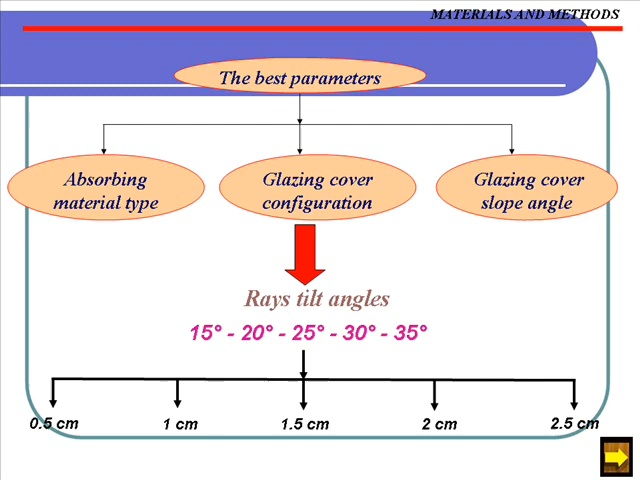 MATERIALS AND METHODS
The best parameters
Absorbing
material type
Glazing cover
configuration
Glazing cover
slope angle
Rays tilt angles
15° - 20° - 25° - 30° - 35°
0.5 cm
1 cm
1.5 cm
2 cm
2.5 cm